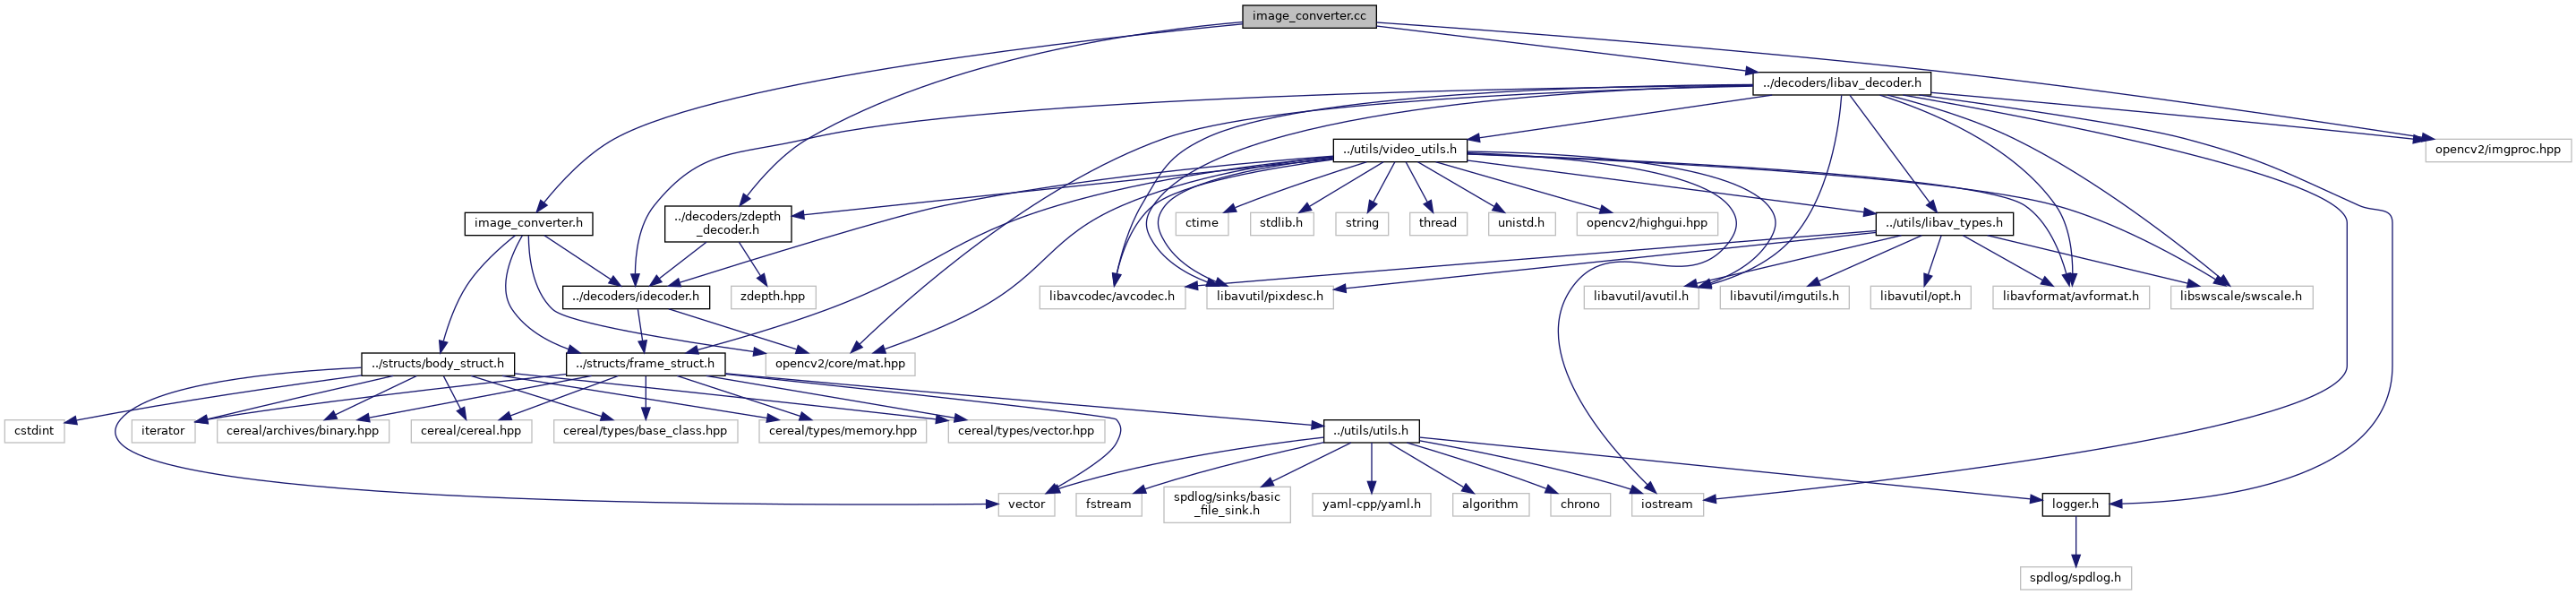 image_converter.cc
../decoders/libav_decoder.h
../utils/video_utils.h
opencv2/imgproc.hpp
image_converter.h
../decoders/zdepth
_decoder.h
ctime
stdlib.h
string
thread
unistd.h
opencv2/highgui.hpp
../utils/libav_types.h
../decoders/idecoder.h
zdepth.hpp
libavcodec/avcodec.h
libavutil/pixdesc.h
libavutil/avutil.h
libavutil/imgutils.h
libavutil/opt.h
libavformat/avformat.h
libswscale/swscale.h
../structs/body_struct.h
../structs/frame_struct.h
opencv2/core/mat.hpp
cstdint
iterator
cereal/archives/binary.hpp
cereal/cereal.hpp
cereal/types/base_class.hpp
cereal/types/memory.hpp
cereal/types/vector.hpp
../utils/utils.h
vector
fstream
spdlog/sinks/basic
_file_sink.h
yaml-cpp/yaml.h
algorithm
chrono
iostream
logger.h
spdlog/spdlog.h